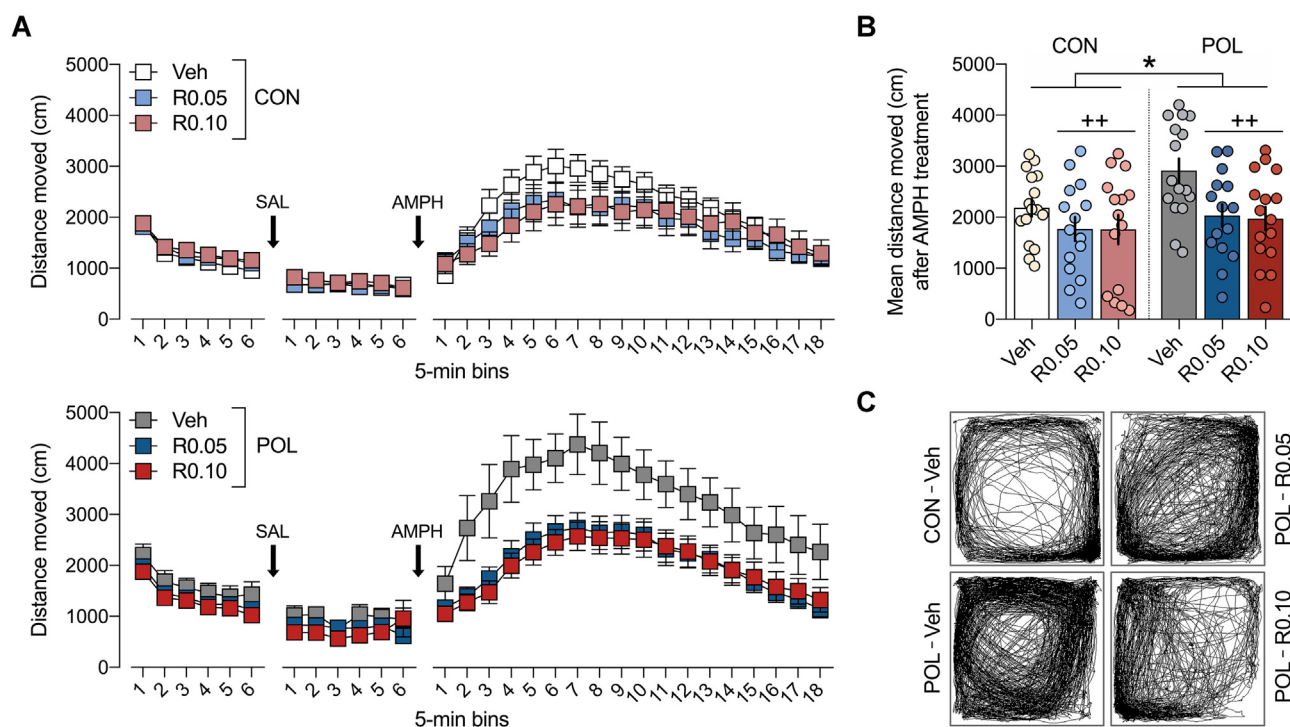 A
Distance moved (cm)
5000
4000
3000
2000
1000
0
Veh
R0.05
R0.10
CON
SAL
AMPH
1 2 3 4 5 6
1 2 3 4 5 6
1 2 3 4 5 6 7 8 9 10 11 12 13 14 15 16 17 18
5-min bins
Distance moved (cm)
5000
4000
3000
2000
1000
0
Veh
R0.05
R0.10
POL
SAL
AMPH
1 2 3 4 5 6
1 2 3 4 5 6
1 2 3 4 5 6 7 8 9 10 11 12 13 14 15 16 17 18
5-min bins
B
CON POL
*
++ ++
Mean distance moved (cm)
after AMPH treatment
5000
4000
3000
2000
1000
0
Veh R0.05 R0.10 Veh R0.05 R0.10
C
CON - Veh
POL - R0.05
POL - Veh
POL - R0.10